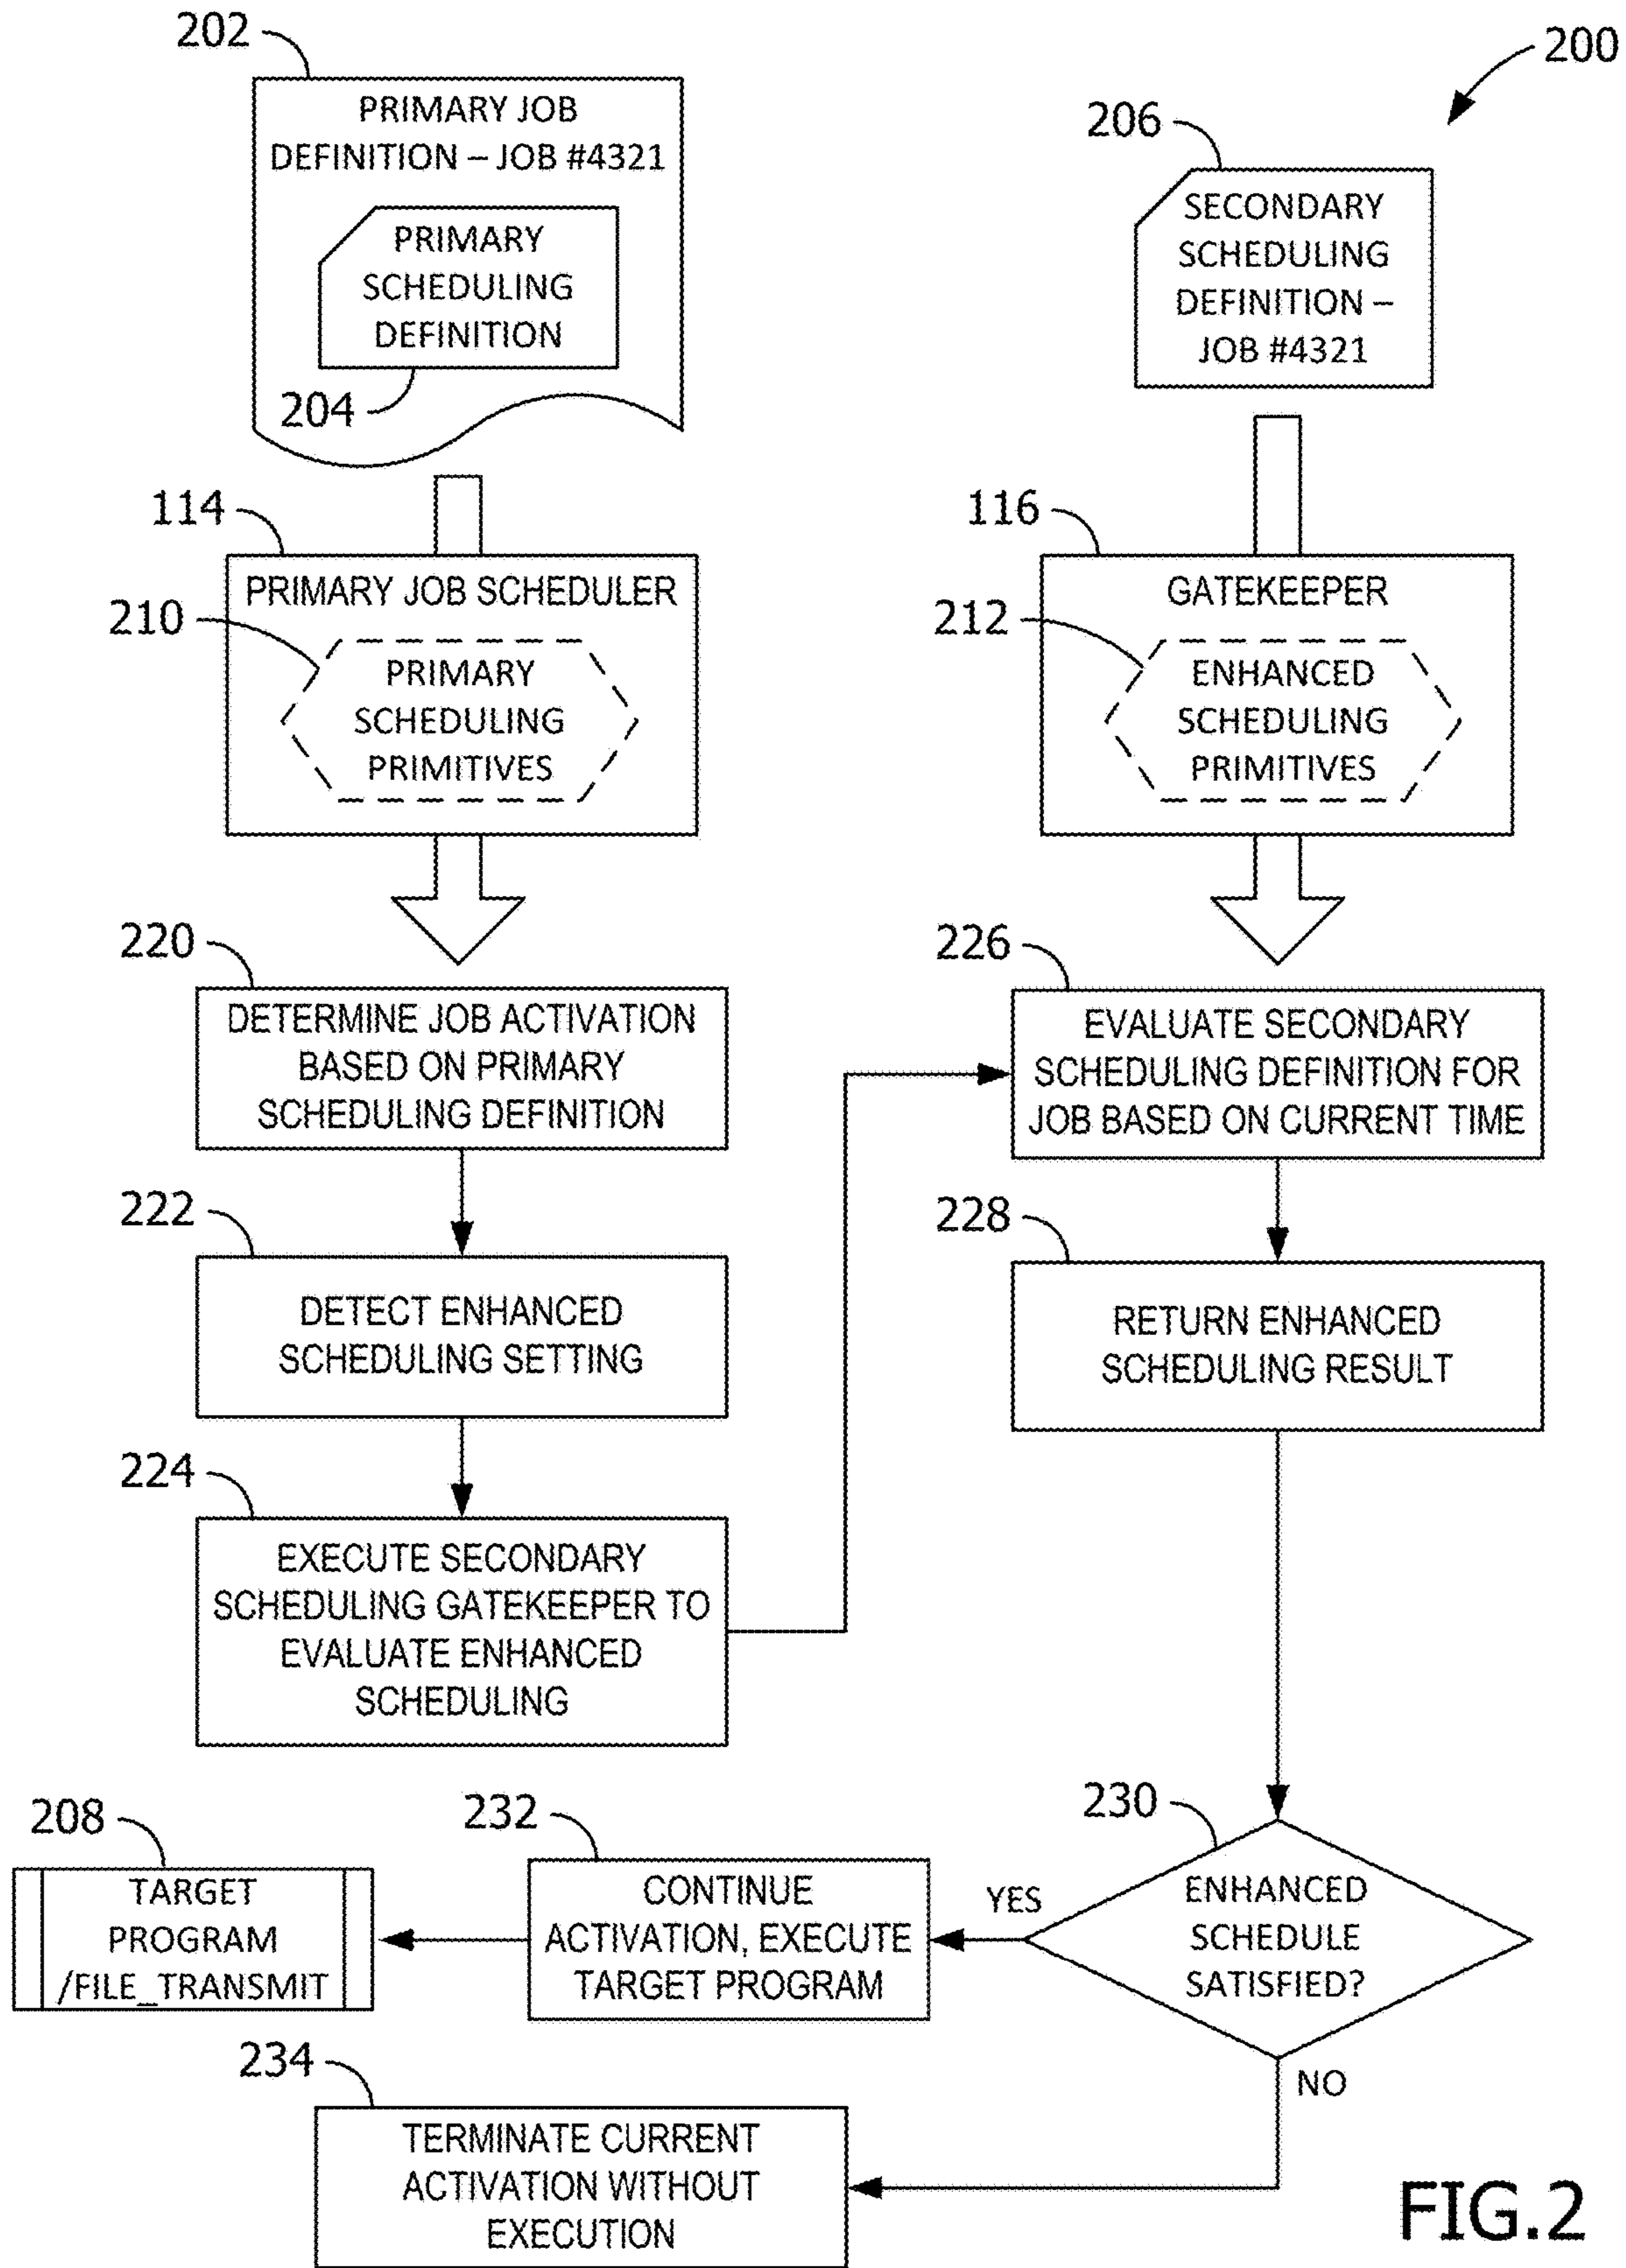 202
200
PRIMARY JOB
DEFINITION – JOB #4321
PRIMARY
SCHEDULING
DEFINITION
204
206
SECONDARY
SCHEDULING
DEFINITION –
JOB #4321
114
PRIMARY JOB SCHEDULER
210
PRIMARY
SCHEDULING
PRIMITIVES
116
GATEKEEPER
212
ENHANCED
SCHEDULING
PRIMITIVES
220
DETERMINE JOB ACTIVATION
BASED ON PRIMARY
SCHEDULING DEFINITION
222
DETECT ENHANCED
SCHEDULING SETTING
224
EXECUTE SECONDARY
SCHEDULING GATEKEEPER TO
EVALUATE ENHANCED
SCHEDULING
226
EVALUATE SECONDARY
SCHEDULING DEFINITION FOR
JOB BASED ON CURRENT TIME
228
RETURN ENHANCED
SCHEDULING RESULT
230
ENHANCED
SCHEDULE
SATISFIED?
YES
232
CONTINUE
ACTIVATION, EXECUTE
TARGET PROGRAM
208
TARGET
PROGRAM
/FILE_TRANSMIT
NO
234
TERMINATE CURRENT
ACTIVATION WITHOUT
EXECUTION
FIG.2